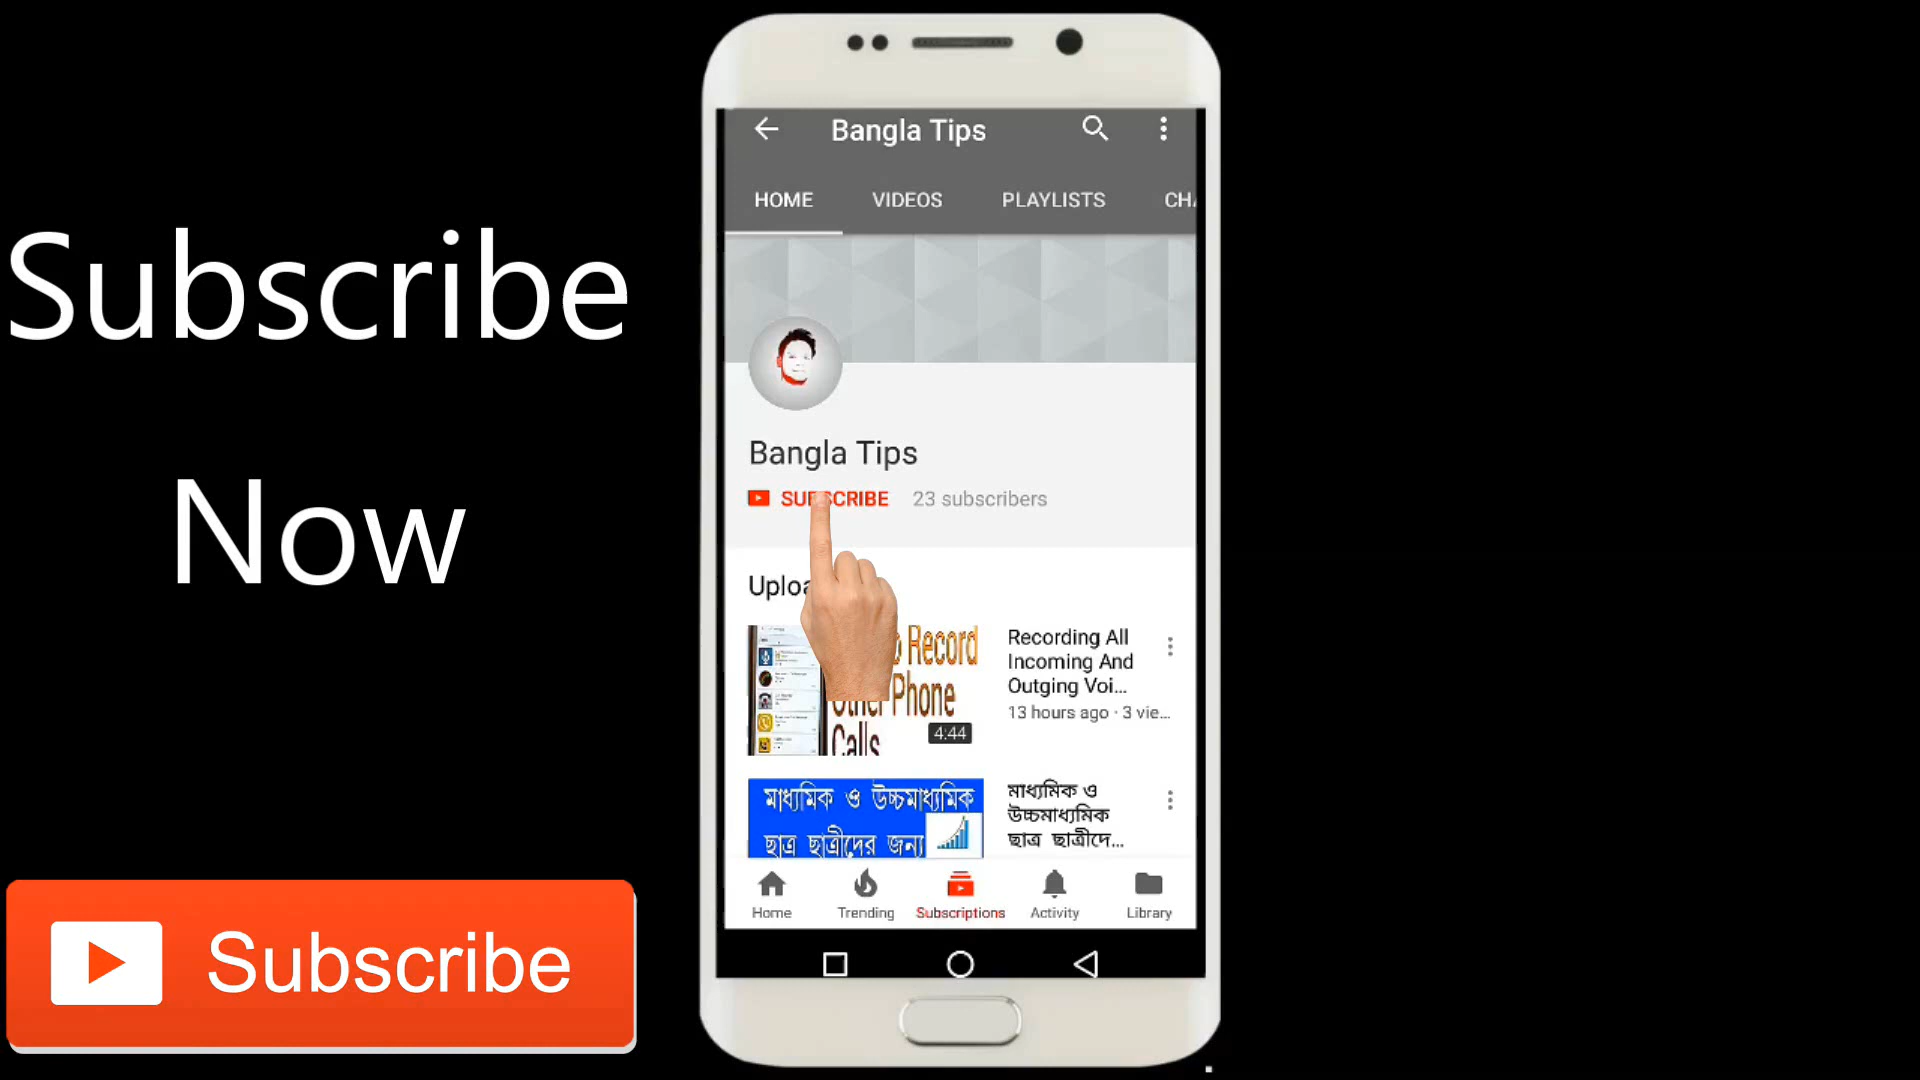 Subscribe
Now
Subscribe
Bangla Tips
HOME VIDEOS PLAYLISTS CHA
Bangla Tips
SUBSCRIBE 23 subscribers
Record
Phone
Calls
4:44
Recording All
Incoming And
Outging Voi...
13 hours ago · 3 vie...
মাধ্যমিক ও উচ্চমাধ্যমিক
ছাত্র ছাত্রীদের জন্য
মাধ্যমিক ও
উচ্চমাধ্যমিক
ছাত্র ছাত্রীদে...
Home Trending Subscriptions Activity Library